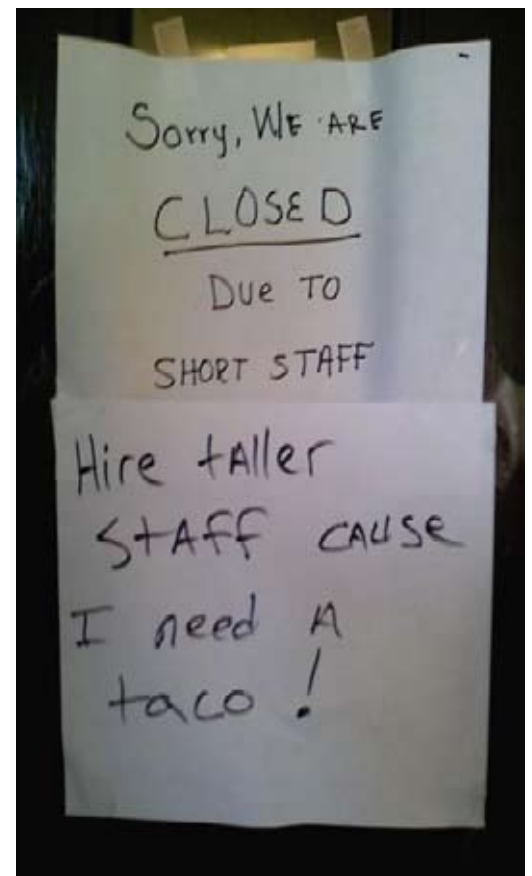 Sorry, WE ARE
CLOSED
Due TO
SHORT STAFF
Hire tAller
StAff cAuse
I need A
taco!